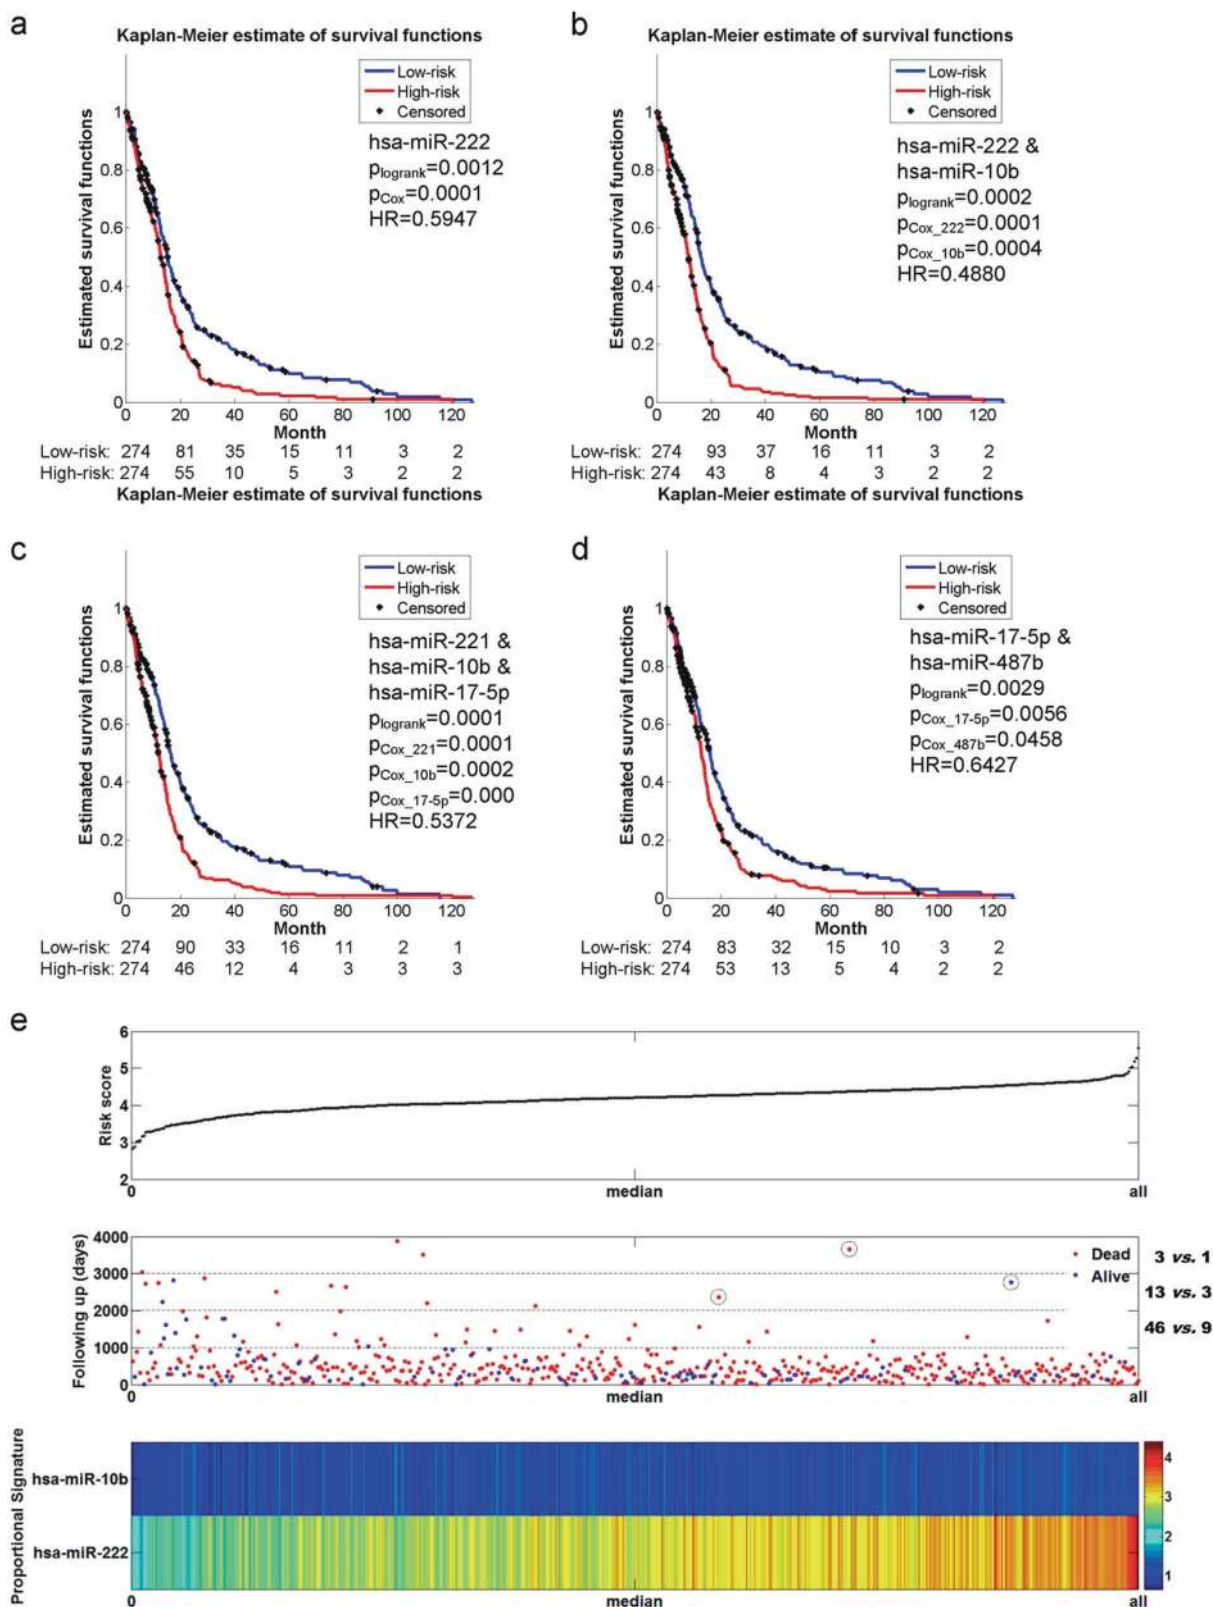 a
Kaplan-Meier estimate of survival functions
Low-risk
High-risk
Censored
hsa-miR-222
plogrank=0.0012
pCox=0.0001
HR=0.5947
Estimated survival functions
1
0.8
0.6
0.4
0.2
0
0 20 40 60 80 100 120
Month
Low-risk: 274 81 35 15 11 3 2
High-risk: 274 55 10 5 3 2 2
b
Kaplan-Meier estimate of survival functions
Low-risk
High-risk
Censored
hsa-miR-222 &
hsa-miR-10b
plogrank=0.0002
pCox_222=0.0001
pCox_10b=0.0004
HR=0.4880
Estimated survival functions
1
0.8
0.6
0.4
0.2
0
0 20 40 60 80 100 120
Month
Low-risk: 274 93 37 16 11 3 2
High-risk: 274 43 8 4 3 2 2
c
Kaplan-Meier estimate of survival functions
Low-risk
High-risk
Censored
hsa-miR-221 &
hsa-miR-10b &
hsa-miR-17-5p
plogrank=0.0001
pCox_221=0.0001
pCox_10b=0.0002
pCox_17-5p=0.000
HR=0.5372
Estimated survival functions
1
0.8
0.6
0.4
0.2
0
0 20 40 60 80 100 120
Month
Low-risk: 274 90 33 16 11 2 1
High-risk: 274 46 12 4 3 3 3
d
Kaplan-Meier estimate of survival functions
Low-risk
High-risk
Censored
hsa-miR-17-5p &
hsa-miR-487b
plogrank=0.0029
pCox_17-5p=0.0056
pCox_487b=0.0458
HR=0.6427
Estimated survival functions
1
0.8
0.6
0.4
0.2
0
0 20 40 60 80 100 120
Month
Low-risk: 274 83 32 15 10 3 2
High-risk: 274 53 13 5 4 2 2
e
Risk score
6
5
4
3
2
0 median all
Following up (days)
4000
3000
2000
1000
0
Dead
Alive
3 vs. 1
13 vs. 3
46 vs. 9
0 median all
Proportional Signature
hsa-miR-10b
hsa-miR-222
0 median all
4
3
2
1